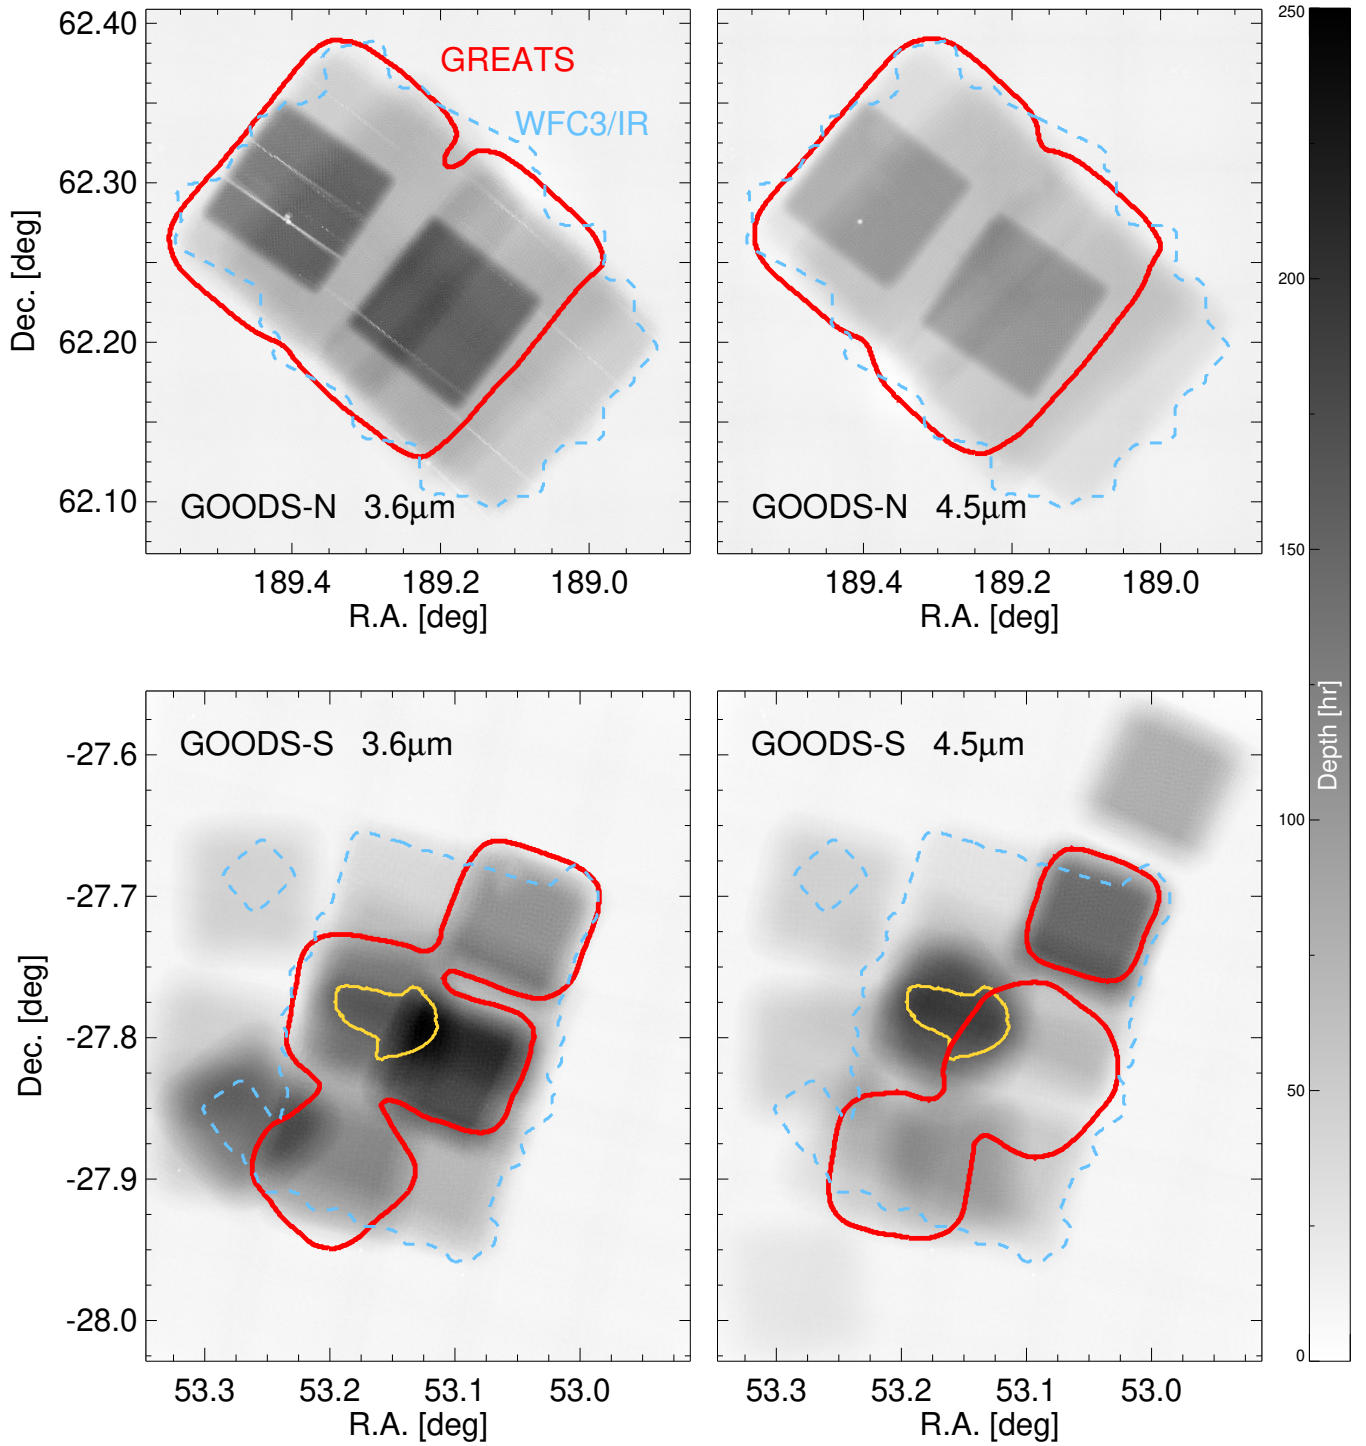 62.40
62.30
62.20
62.10
Dec. [deg]
GREATS
WFC3/IR
GOODS-N 3.6μm
189.4 189.2 189.0
R.A. [deg]
GOODS-N 4.5μm
189.4 189.2 189.0
R.A. [deg]
-27.6
-27.7
-27.8
-27.9
-28.0
Dec. [deg]
GOODS-S 3.6μm
53.3 53.2 53.1 53.0
R.A. [deg]
GOODS-S 4.5μm
53.3 53.2 53.1 53.0
R.A. [deg]
250
200
150
100
50
0
Depth [hr]